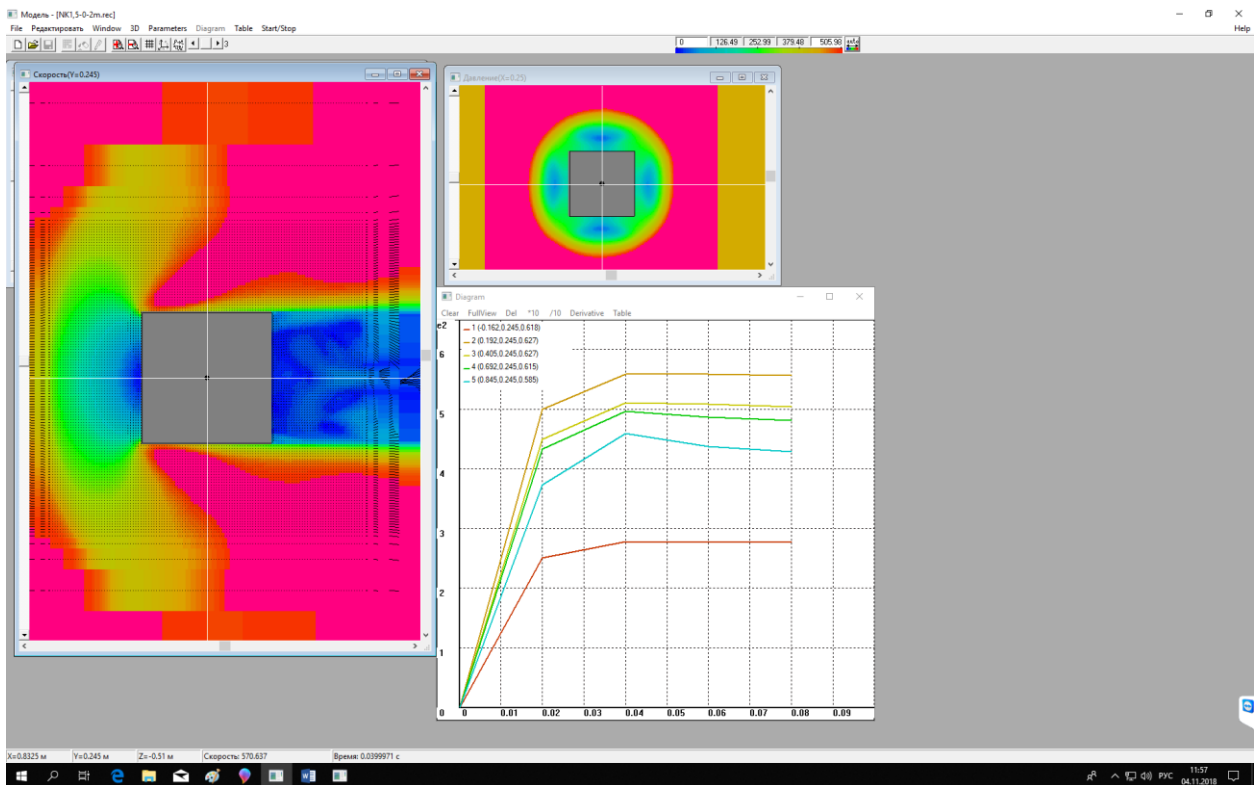 Модель - [NK1,5-0-2m.rec]
File Редактировать Window 3D Parameters Diagram Table Start/Stop Help
3 0 126.49 252.99 379.48 505.98 auto
Скорость(Y=0.245)
Давление(X=0.25)
Diagram
Clear FullView Del *10 /10 Derivative Table
e2
1 (-0.162,0.245,0.618)
2 (0.192,0.245,0.627)
3 (0.405,0.245,0.627)
4 (0.692,0.245,0.615)
5 (0.845,0.245,0.585)
6
5
4
3
2
1
0 0 0.01 0.02 0.03 0.04 0.05 0.06 0.07 0.08 0.09
X=0.8325 м Y=0.245 м Z=-0.51 м Скорость: 570.637 Время: 0.0399971 с
РУС 11:57
04.11.2018